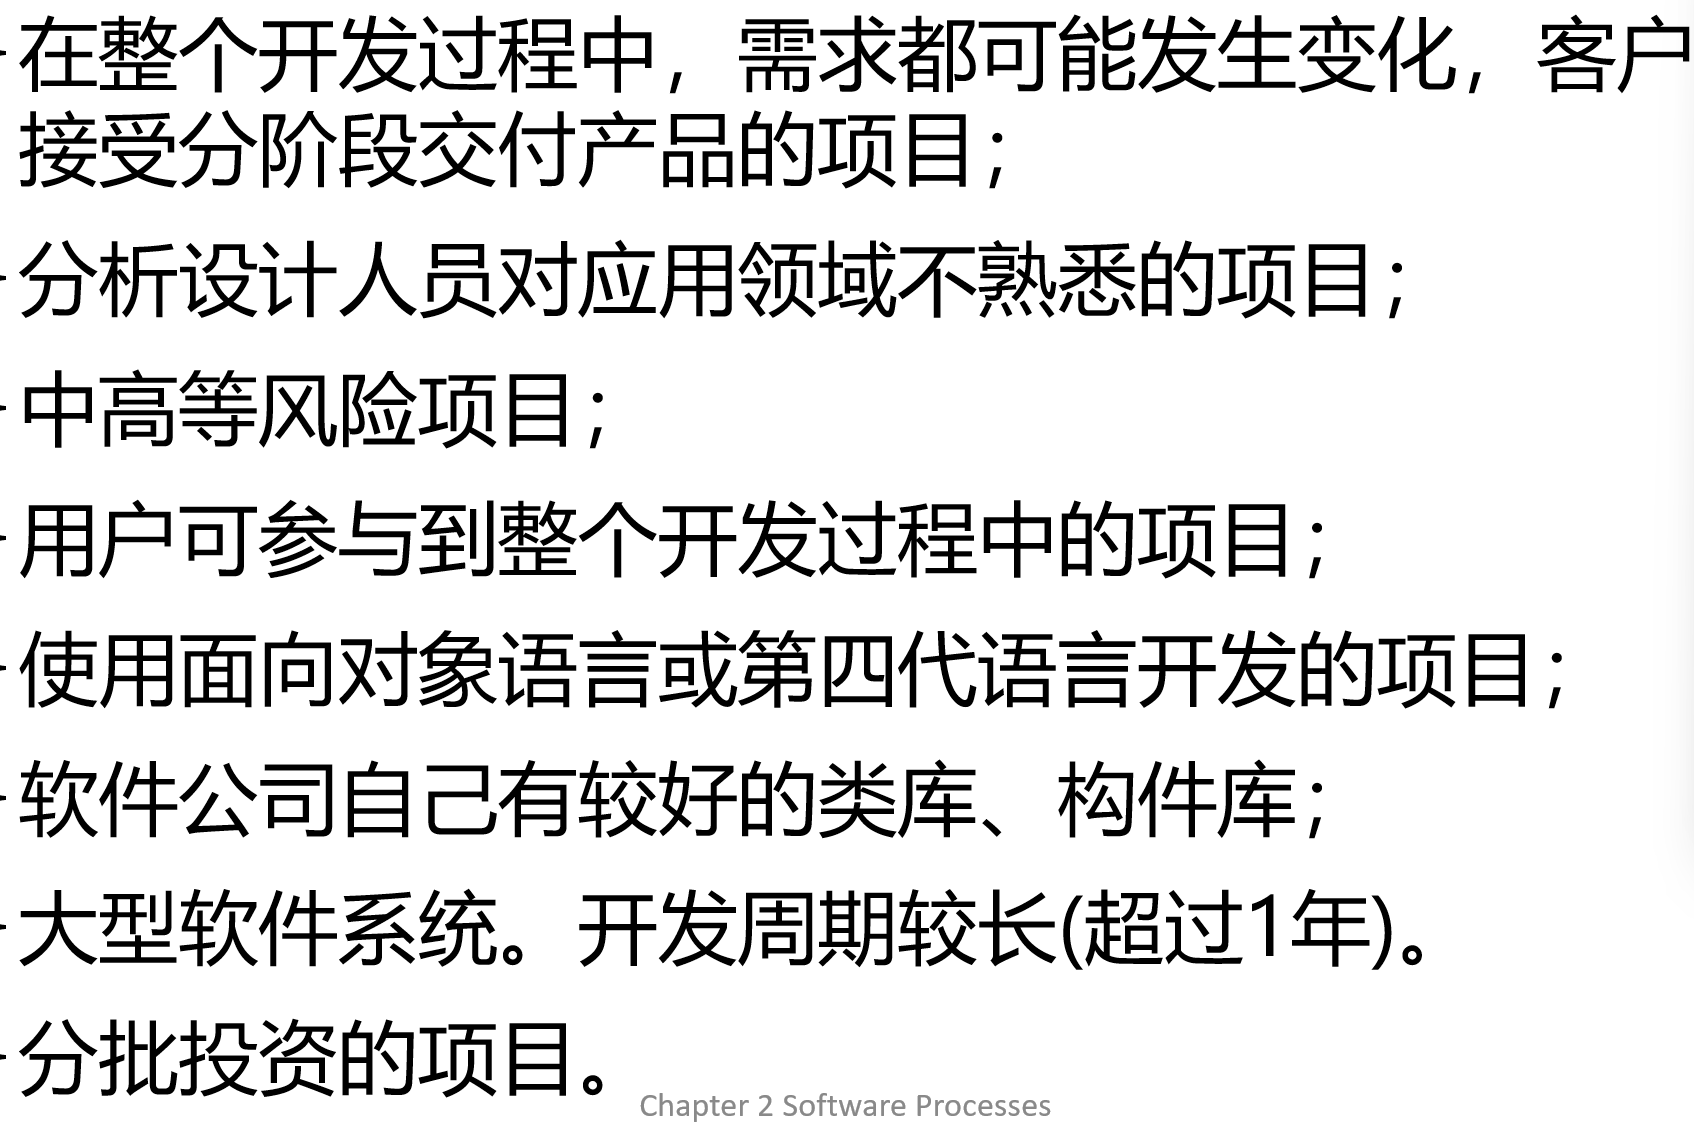 在整个开发过程中，需求都可能发生变化，客户
接受分阶段交付产品的项目；
分析设计人员对应用领域不熟悉的项目；
中高等风险项目；
用户可参与到整个开发过程中的项目；
使用面向对象语言或第四代语言开发的项目；
软件公司自己有较好的类库、构件库；
大型软件系统。开发周期较长(超过1年)。
分批投资的项目。
Chapter 2 Software Processes